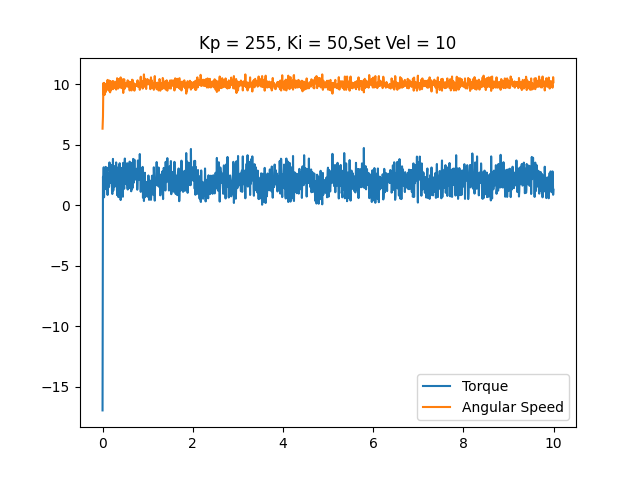 Kp = 255, Ki = 50,Set Vel = 10
10
5
0
−5
−10
−15
0 2 4 6 8 10
Torque
Angular Speed